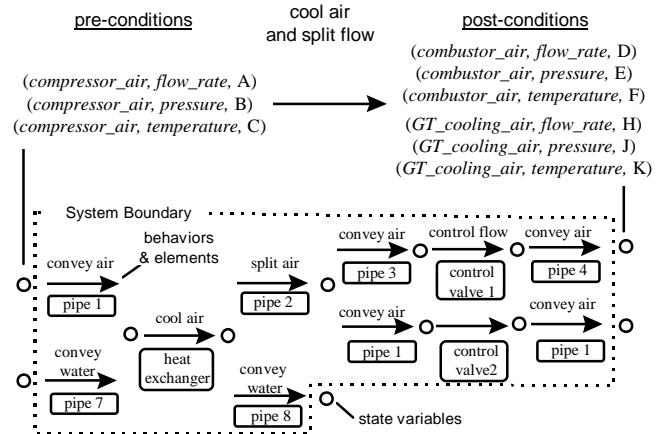 pre-conditions
cool air
and split flow
post-conditions
(compressor_air, flow_rate, A)
(compressor_air, pressure, B)
(compressor_air, temperature, C)
(combustor_air, flow_rate, D)
(combustor_air, pressure, E)
(combustor_air, temperature, F)
(GT_cooling_air, flow_rate, H)
(GT_cooling_air, pressure, J)
(GT_cooling_air, temperature, K)
System Boundary
behaviors
& elements
convey air
pipe 1
split air
pipe 2
convey air
pipe 3
control flow
control
valve 1
convey air
pipe 4
cool air
heat
exchanger
convey air
pipe 1
control
valve2
convey air
pipe 1
convey
water
pipe 7
convey
water
pipe 8
state variables